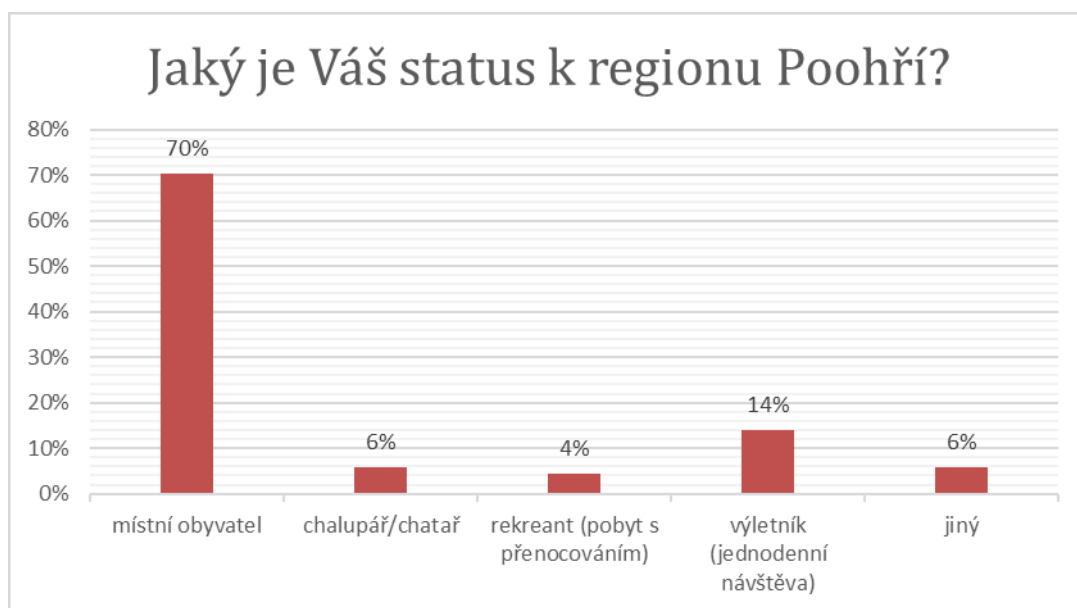 Jaký je Váš status k regionu Poohří?
80%
70%
60%
50%
40%
30%
20%
10%
0%
70%
6%
4%
14%
6%
místní obyvatel
chalupář/chatař
rekreant (pobyt s
přenocováním)
výletník
(jednodenní
návštěva)
jiný